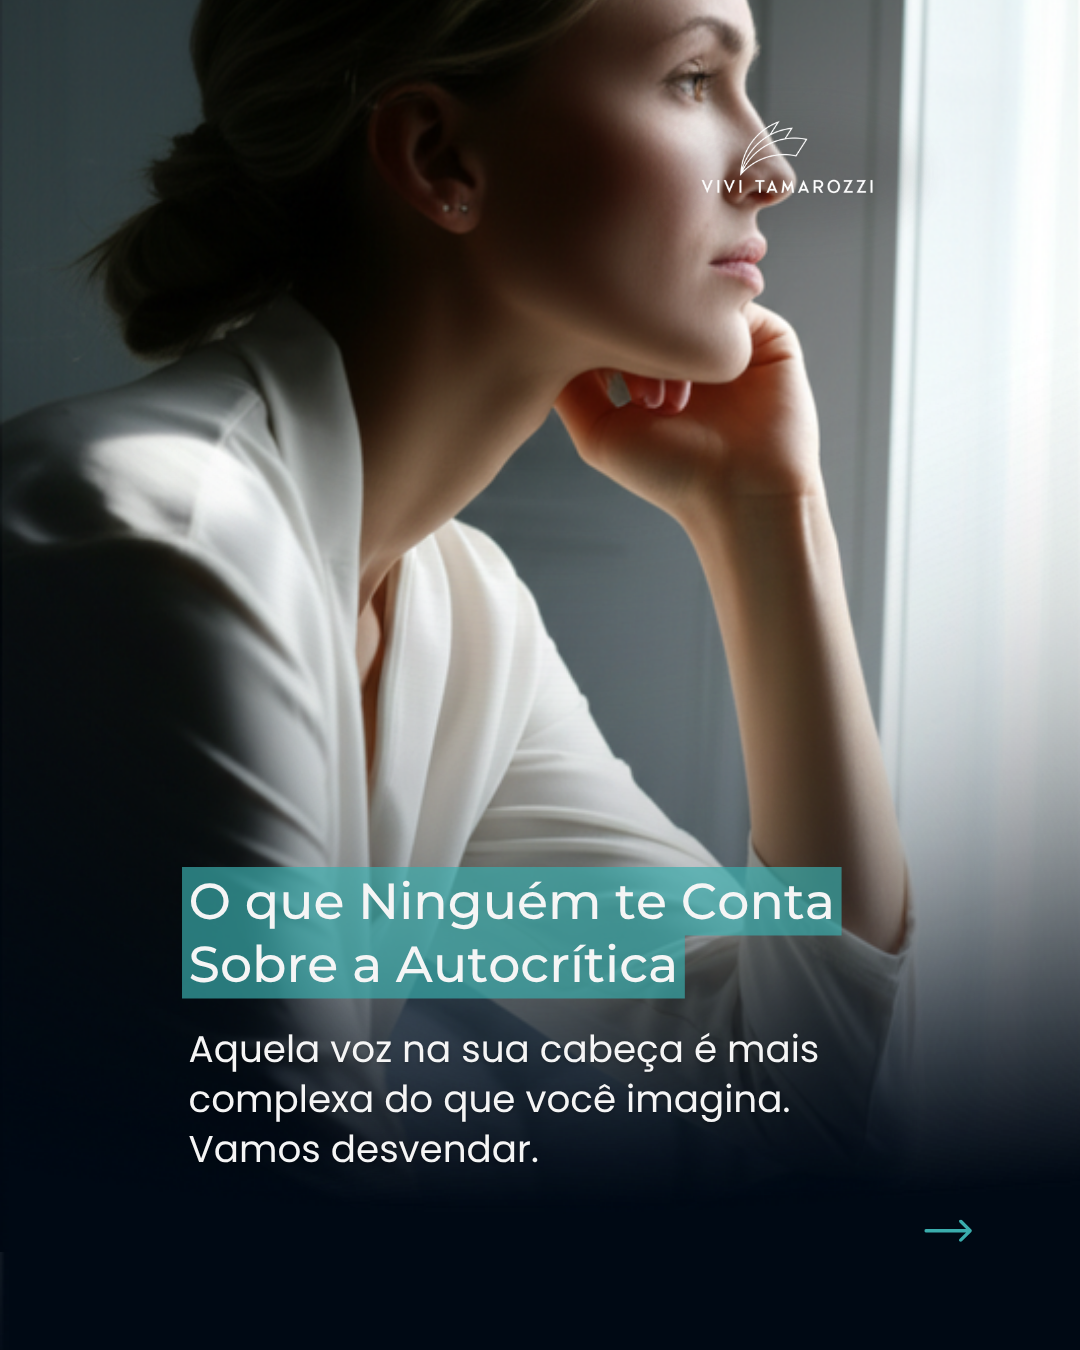 VIVI TAMAROZZI
O que Ninguém te Conta
Sobre a Autocrítica
Aquela voz na sua cabeça é mais
complexa do que você imagina.
Vamos desvendar.